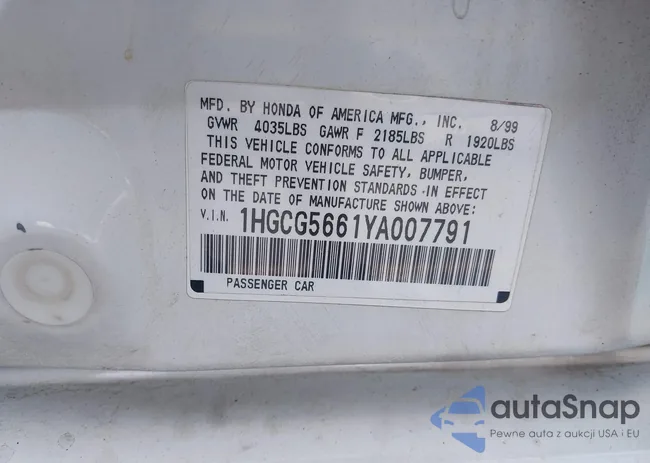 MFD. BY HONDA OF AMERICA MFG., INC. 8/99
GVWR 4035LBS GAWR F 2185LBS R 1920LBS
THIS VEHICLE CONFORMS TO ALL APPLICABLE
FEDERAL MOTOR VEHICLE SAFETY, BUMPER,
AND THEFT PREVENTION STANDARDS IN EFFECT
ON THE DATE OF MANUFACTURE SHOWN ABOVE:
V.I.N. 1HGCG5661YA007791
PASSENGER CAR
autaSnap
Pewne auta z aukcji USA i EU